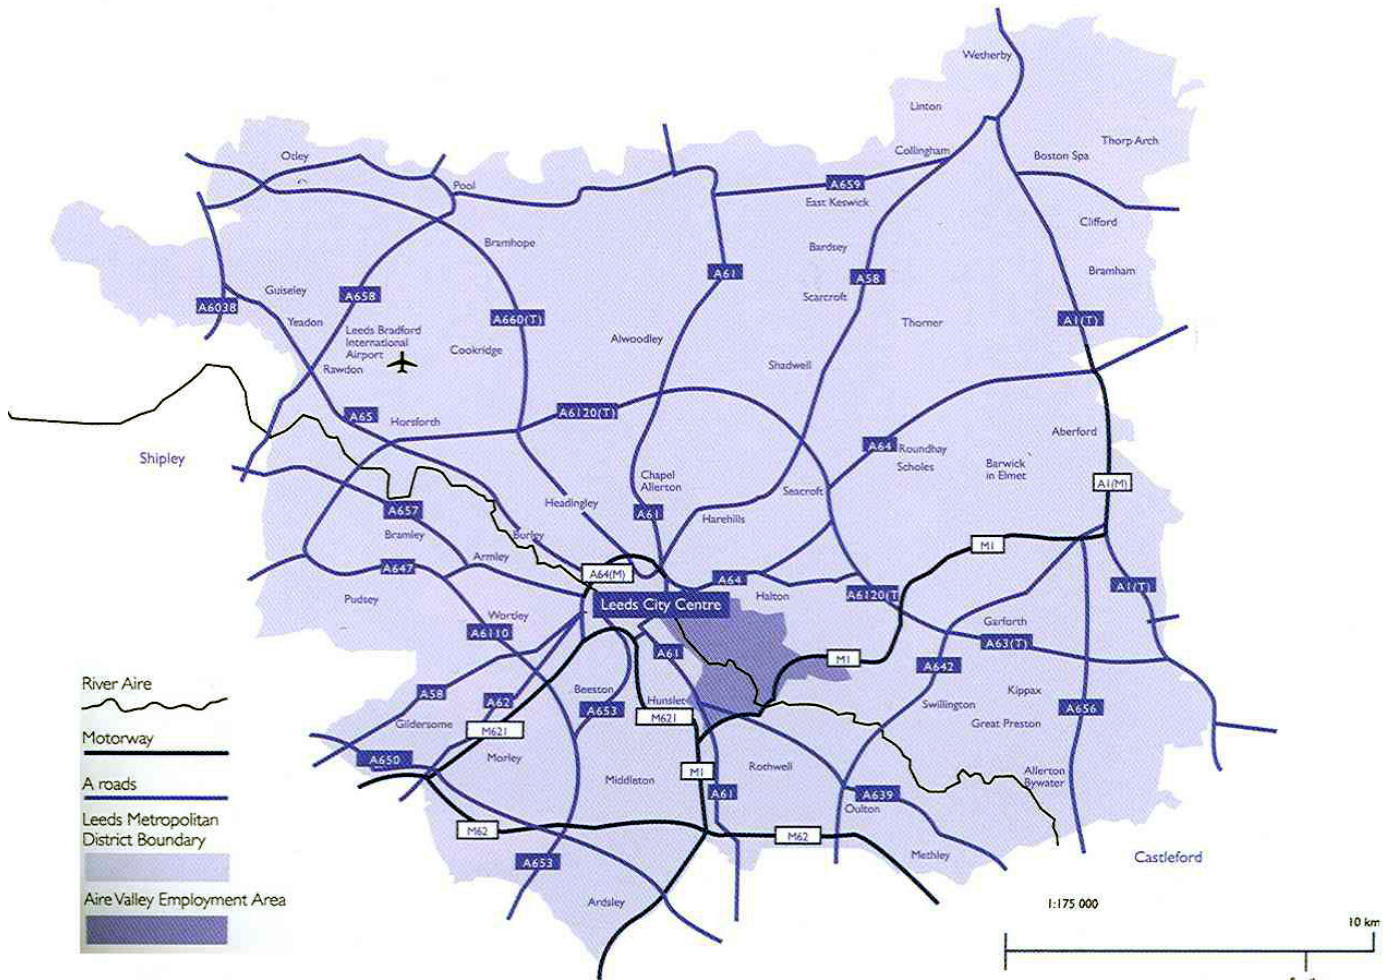 Wetherby
Linton
Thorp Arch
Collingham
Boston Spa
Otley
Pool
A659
East Keswick
Clifford
Bramhope
Bardsey
A61
A58
Bramham
Guiseley
A658
Scarcroft
A6038
Yeadon
A660(T)
A1(T)
Thorner
Leeds Bradford
International
Airport
Alwoodley
Cookridge
Rawdon
Shadwell
A65
Horsforth
A6120(T)
Aberford
A64
Roundhay
Scholes
Shipley
Barwick
in Elmet
Chapel
Allerton
A1(M)
Seacroft
Headingley
A657
A61
Harehills
Bramley
Burley
M1
Armley
A647
A64(M)
A64
A1(T)
Halton
A6120(T
Pudsey
Leeds City Centre
Wortley
Garforth
A6110
A63(T)
A61
M1
A642
River Aire
Beeston
Kippax
A58
A62
Hunslet
Swillington
A653
A656
M621
Gildersome
Great Preston
M621
Motorway
A650
Morley
Rothwell
M1
Allerton
Bywater
Middleton
A roads
A61
A639
Oulton
Leeds Metropolitan
District Boundary
M62
M62
Methley
Castleford
A653
Aire Valley Employment Area
Ardsley
1:175 000
10 km